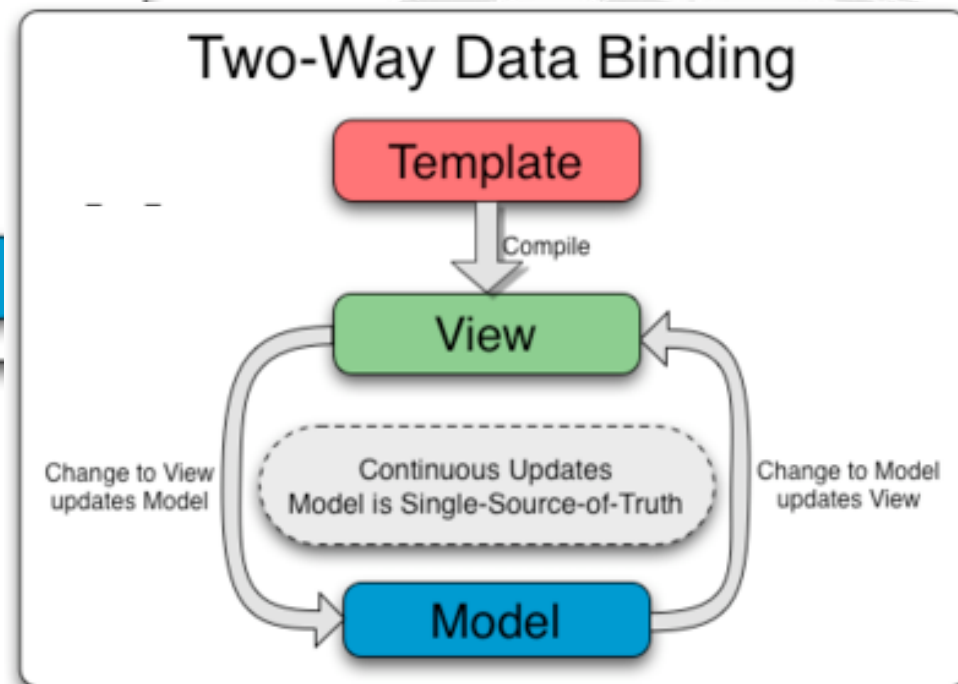 Two-Way Data Binding
Template
Compile
View
Change to View
updates Model
Continuous Updates
Model is Single-Source-of-Truth
Change to Model
updates View
Model